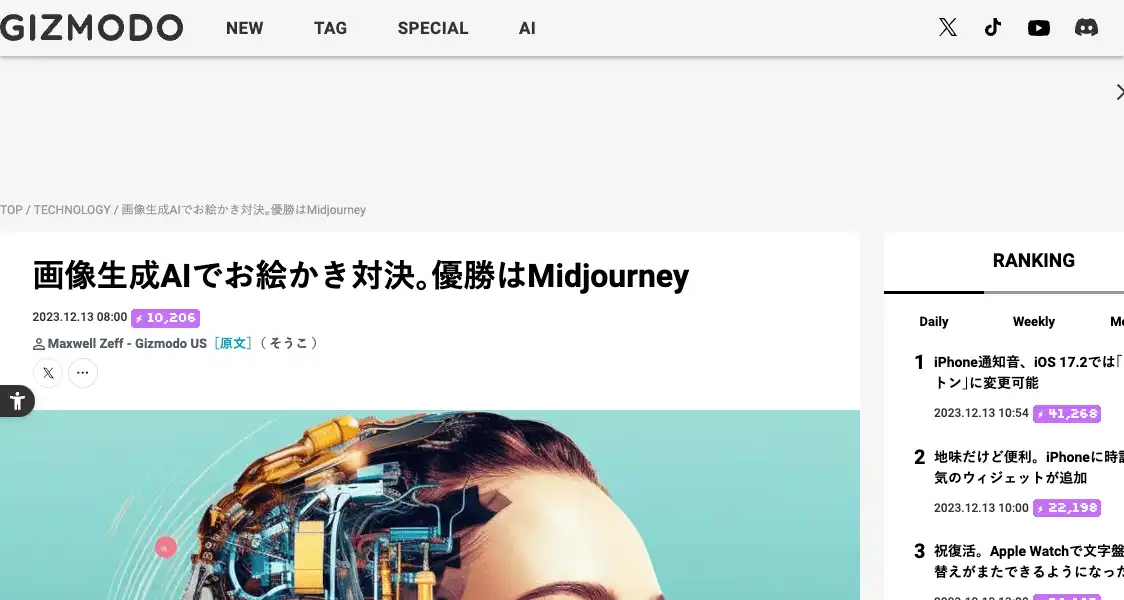 GIZMODO NEW TAG SPECIAL AI
TOP / TECHNOLOGY / 画像生成AIでお絵かき対決。優勝はMidjourney
画像生成AIでお絵かき対決。優勝はMidjourney
2023.12.13 08:00 10,206
Maxwell Zeff - Gizmodo US [原文] ( そうこ )
RANKING
Daily Weekly
1 iPhone通知音、iOS 17.2では「
トン」に変更可能
2023.12.13 10:54 41,268
2 地味だけど便利。iPhoneに時計
気のウィジェットが追加
2023.12.13 10:00 22,198
3 祝復活。Apple Watchで文字盤
替えがまたできるようになった